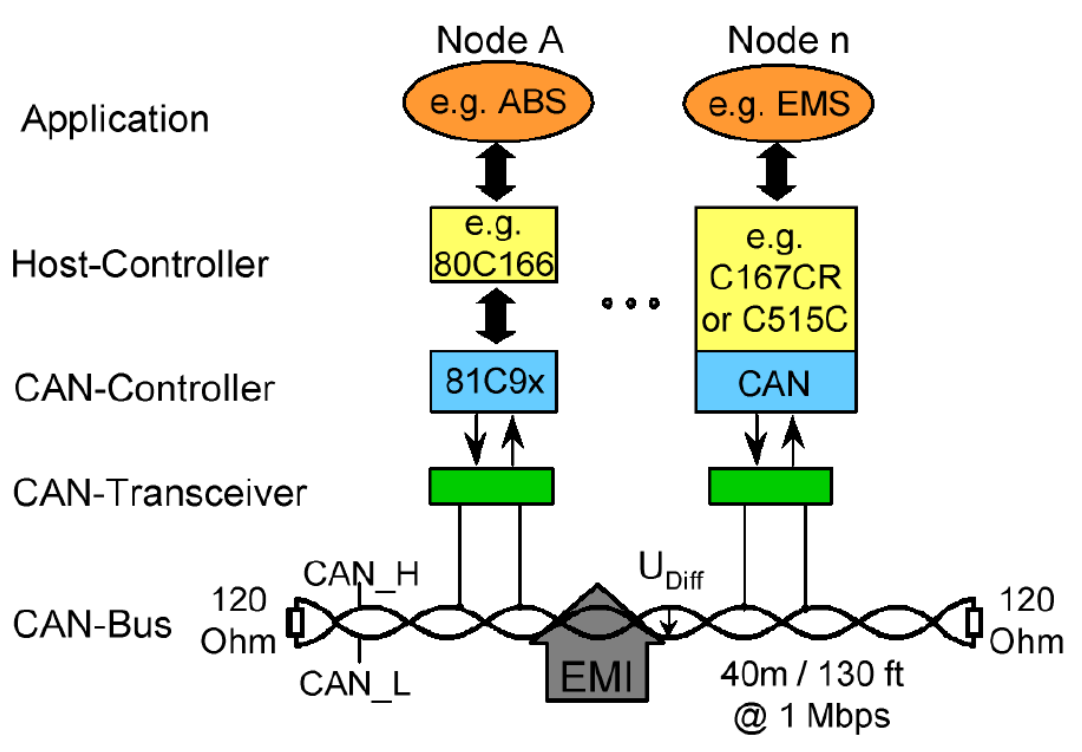 Node A
Node n
Application
e.g. ABS
e.g. EMS
Host-Controller
e.g.
80C166
e.g.
C167CR
or C515C
CAN-Controller
81C9x
CAN
CAN-Transceiver
CAN-Bus
120
Ohm
CAN_H
CAN_L
EMI
UDiff
40m / 130 ft
@ 1 Mbps
120
Ohm